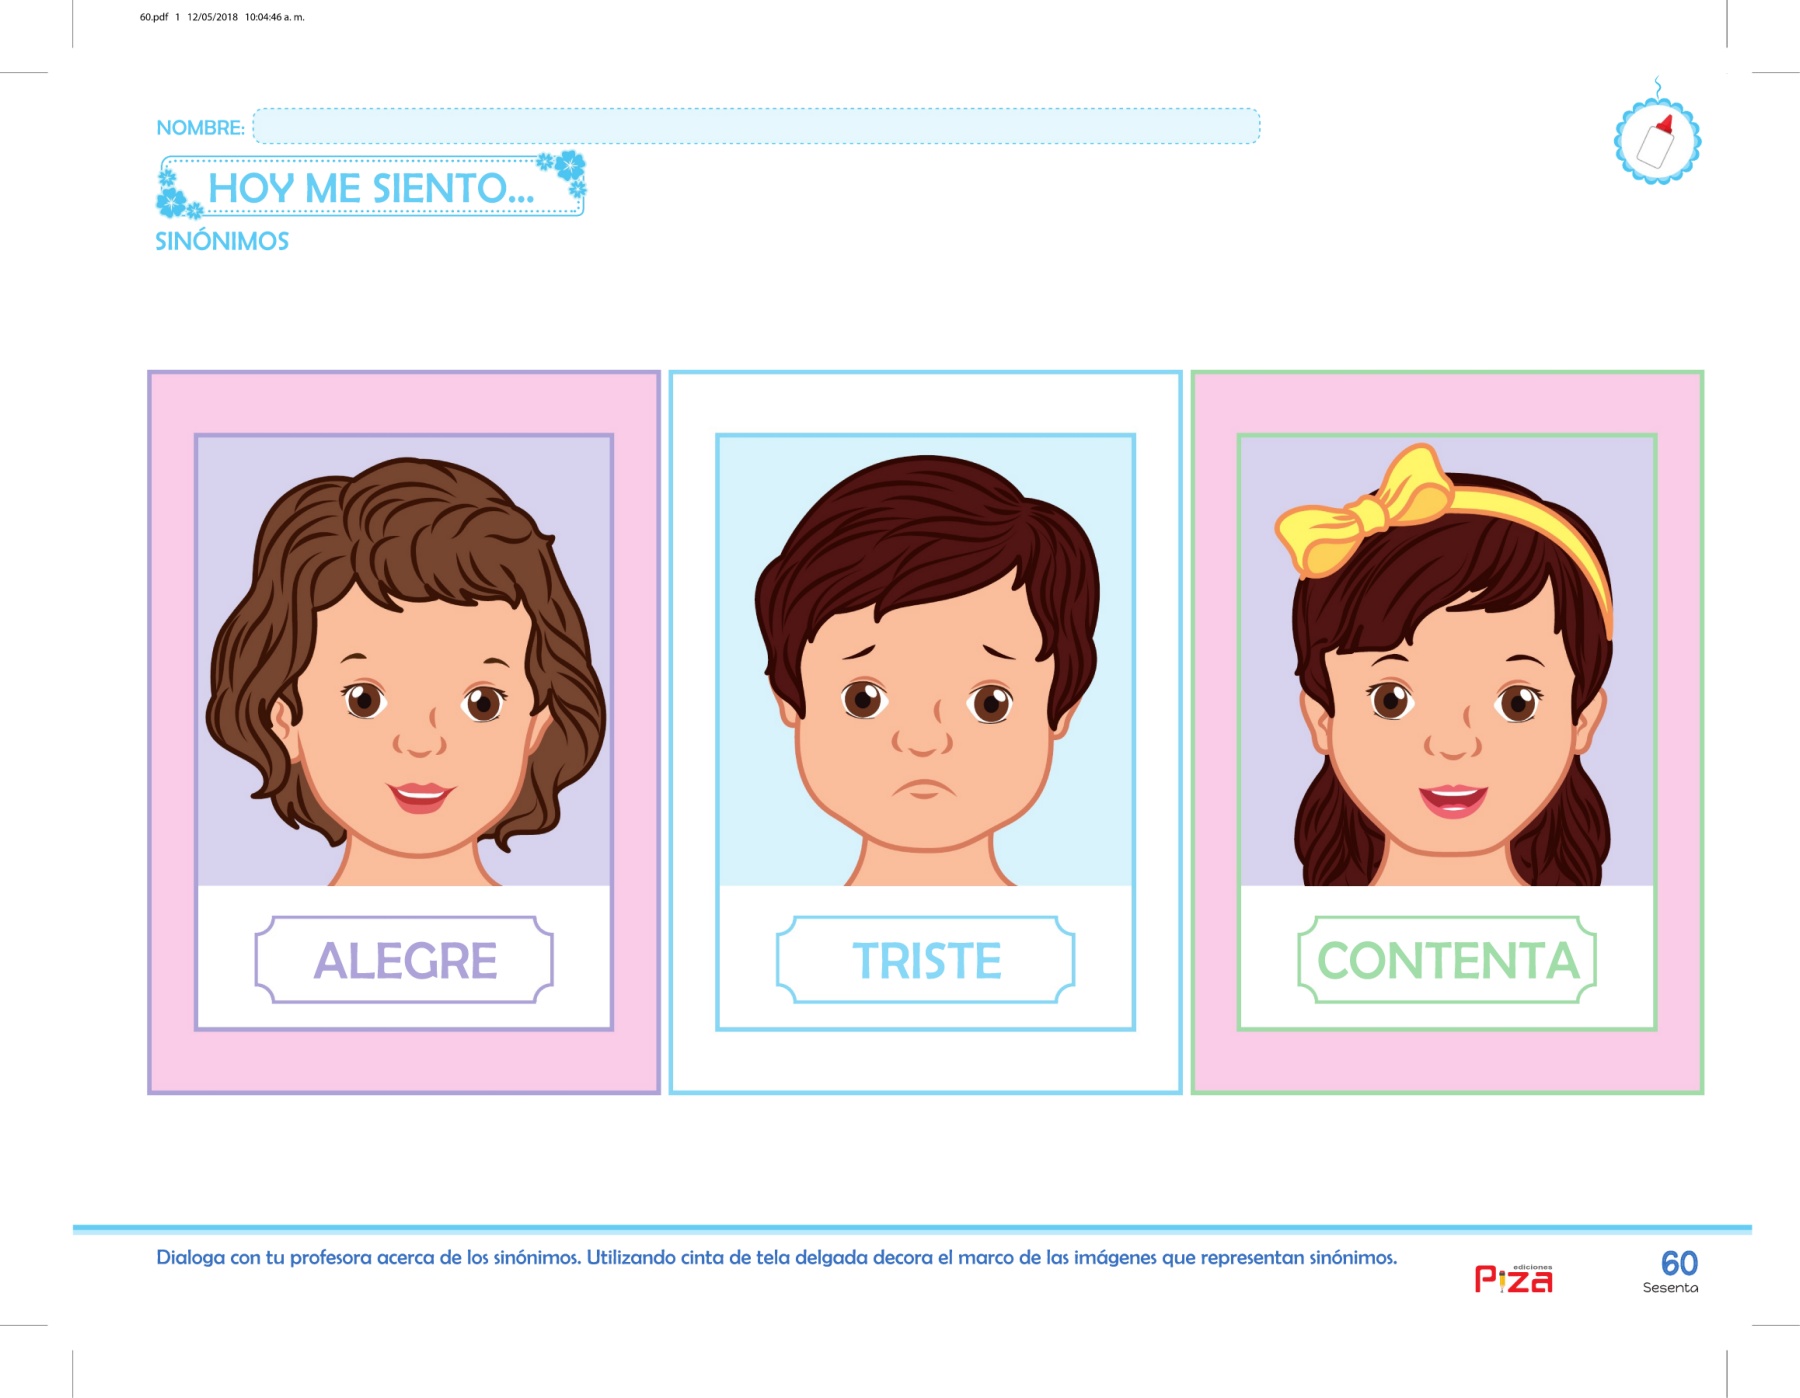 60.pdf 1 12/05/2018 10:04:46 a. m.
NOMBRE:
HOY ME SIENTO...
SINÓNIMOS
ALEGRE
TRISTE
CONTENTA
Dialoga con tu profesora acerca de los sinónimos. Utilizando cinta de tela delgada decora el marco de las imágenes que representan sinónimos.
ediciones
Piza
60
Sesenta